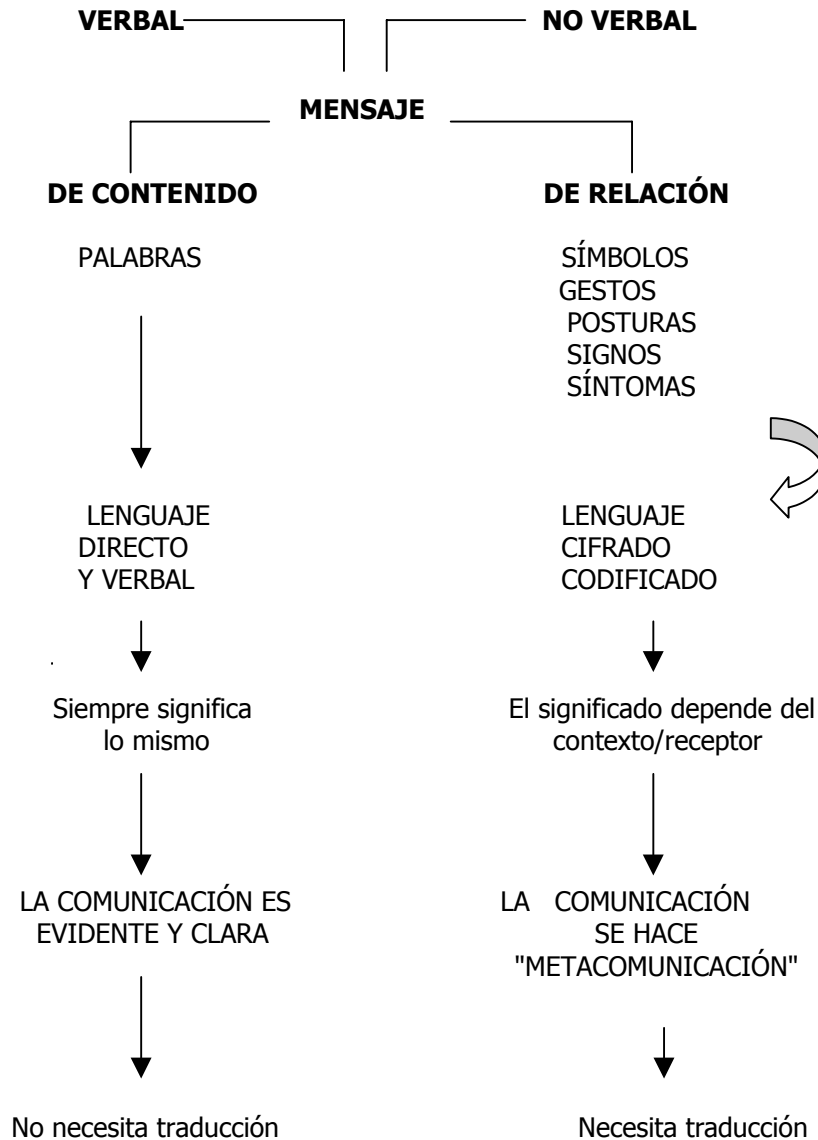 VERBAL
NO VERBAL
MENSAJE
DE CONTENIDO
DE RELACIÓN
PALABRAS
SÍMBOLOS
GESTOS
POSTURAS
SIGNOS
SÍNTOMAS
LENGUAJE
DIRECTO
Y VERBAL
LENGUAJE
CIFRADO
CODIFICADO
Siempre significa
lo mismo
El significado depende del
contexto/receptor
LA COMUNICACIÓN ES
EVIDENTE Y CLARA
LA COMUNICACIÓN
SE HACE
"METACOMUNICACIÓN"
No necesita traducción
Necesita traducción